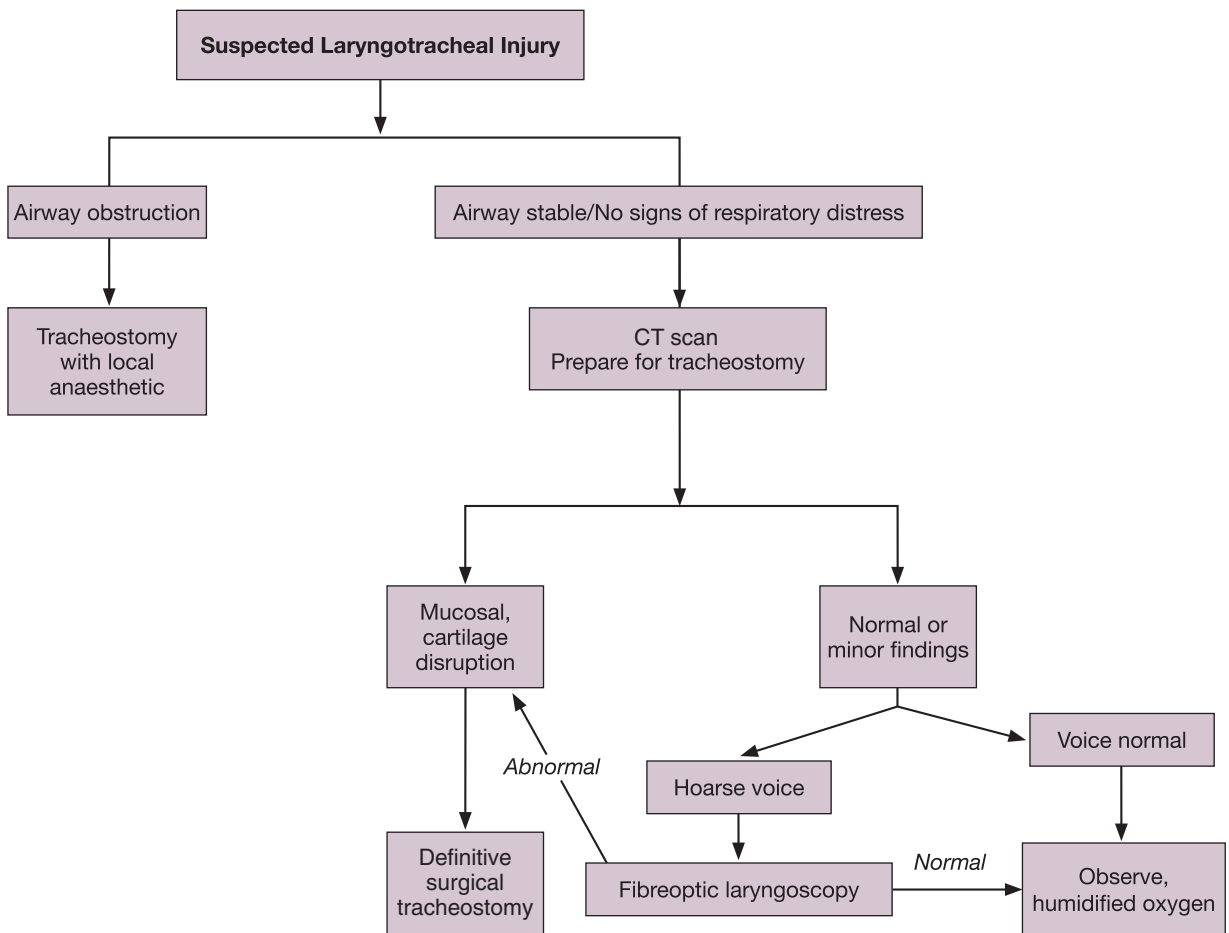 Suspected Laryngotracheal Injury
Airway obstruction
Airway stable/No signs of respiratory distress
Tracheostomy
with local
anaesthetic
CT scan
Prepare for tracheostomy
Mucosal,
cartilage
disruption
Normal or
minor findings
Voice normal
Abnormal
Hoarse voice
Definitive
surgical
tracheostomy
Fibreoptic laryngoscopy
Normal
Observe,
humidified oxygen